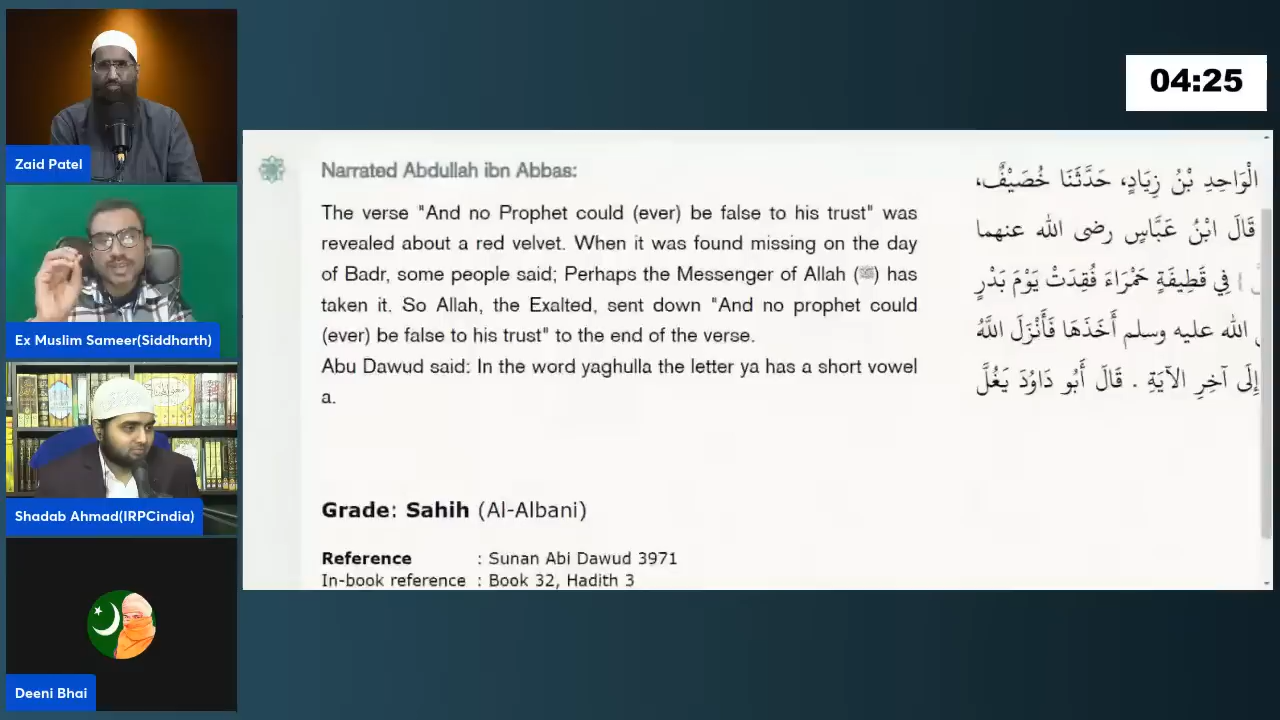 04:25
Zaid Patel
Ex Muslim Sameer(Siddharth)
Shadab Ahmad(IRPCindia)
Deeni Bhai
Narrated Abdullah ibn Abbas:
The verse "And no Prophet could (ever) be false to his trust" was
revealed about a red velvet. When it was found missing on the day
of Badr, some people said; Perhaps the Messenger of Allah (ﷺ) has
taken it. So Allah, the Exalted, sent down "And no prophet could
(ever) be false to his trust" to the end of the verse.
Abu Dawud said: In the word yaghulla the letter ya has a short vowel
a.
Grade: Sahih (Al-Albani)
Reference : Sunan Abi Dawud 3971
In-book reference : Book 32, Hadith 3
الْوَاحِدِ بْنُ زِيَادٍ، حَدَّثَنَا خُصَيْفٌ،
قَالَ ابْنُ عَبَّاسٍ رضى الله عنهما
} فِي قَطِيفَةٍ حَمْرَاءَ فُقِدَتْ يَوْمَ بَدْرٍ
الله عليه وسلم أَخَذَهَا فَأَنْزَلَ اللَّهُ
إِلَى آخِرِ الآيَةِ . قَالَ أَبُو دَاوُدَ يَغُلَّ